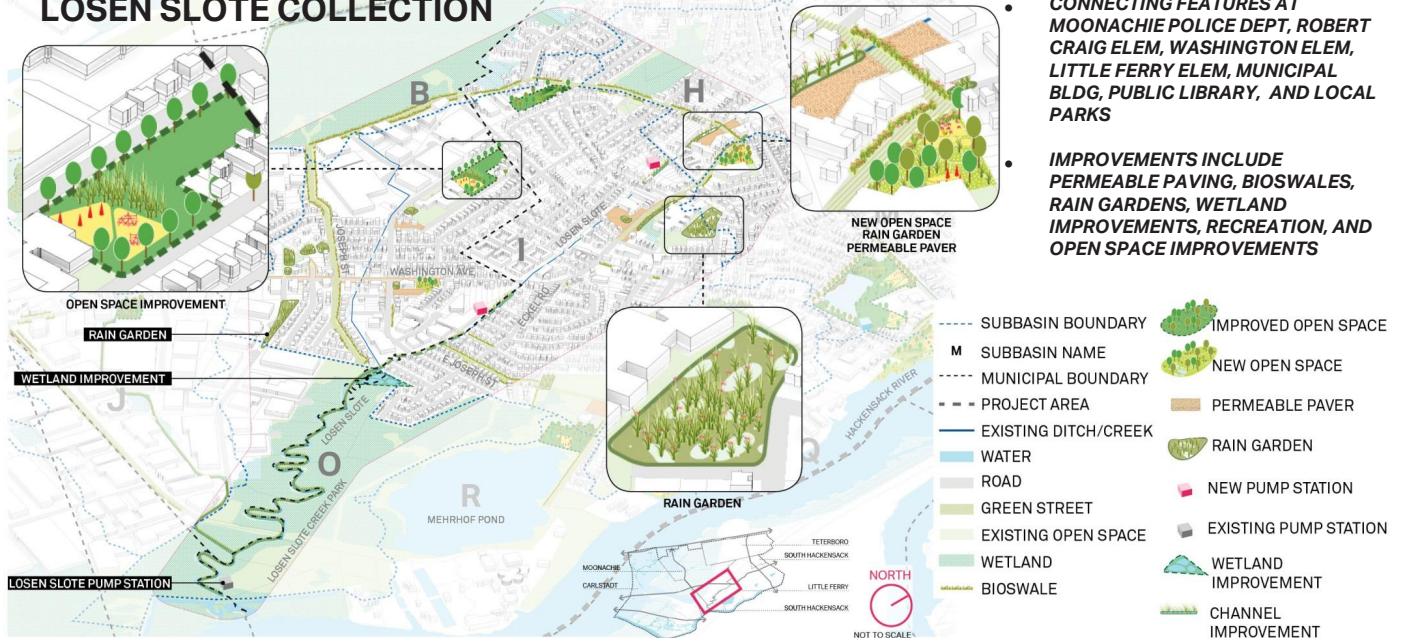 LOSEN SLOTE COLLECTION
CONNECTING FEATURES AT
MOONACHIE POLICE DEPT, ROBERT
CRAIG ELEM, WASHINGTON ELEM,
LITTLE FERRY ELEM, MUNICIPAL
BLDG, PUBLIC LIBRARY, AND LOCAL
PARKS
IMPROVEMENTS INCLUDE
PERMEABLE PAVING, BIOSWALES,
RAIN GARDENS, WETLAND
IMPROVEMENTS, RECREATION, AND
OPEN SPACE IMPROVEMENTS
B
H
I
J
O
R
Q
OPEN SPACE IMPROVEMENT
NEW OPEN SPACE
RAIN GARDEN
PERMEABLE PAVER
RAIN GARDEN
WETLAND IMPROVEMENT
LOSEN SLOTE PUMP STATION
JOSEPH ST
WASHINGTON AVE
LOSEN SLOTE
ECKEL RD
E JOSEPH ST
LOSEN SLOTE
LOSEN SLOTE CREEK PARK
MEHRHOF POND
HACKENSACK RIVER
RAIN GARDEN
TETERBORO
SOUTH HACKENSACK
MOONACHIE
CARLSTADT
LITTLE FERRY
SOUTH HACKENSACK
NORTH
NOT TO SCALE
SUBBASIN BOUNDARY
M SUBBASIN NAME
MUNICIPAL BOUNDARY
PROJECT AREA
EXISTING DITCH/CREEK
WATER
ROAD
GREEN STREET
EXISTING OPEN SPACE
WETLAND
BIOSWALE
IMPROVED OPEN SPACE
NEW OPEN SPACE
PERMEABLE PAVER
RAIN GARDEN
NEW PUMP STATION
EXISTING PUMP STATION
WETLAND
IMPROVEMENT
CHANNEL
IMPROVEMENT